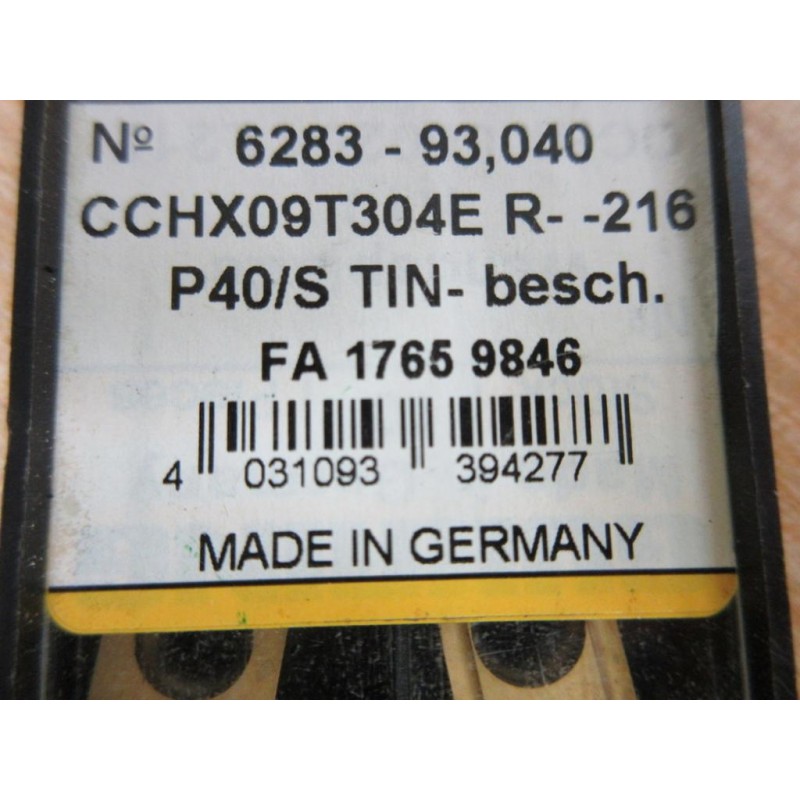 Nº 6283 - 93,040
CCHX09T304E R- -216
P40/S TIN- besch.
FA 1765 9846
4 031093 394277
MADE IN GERMANY